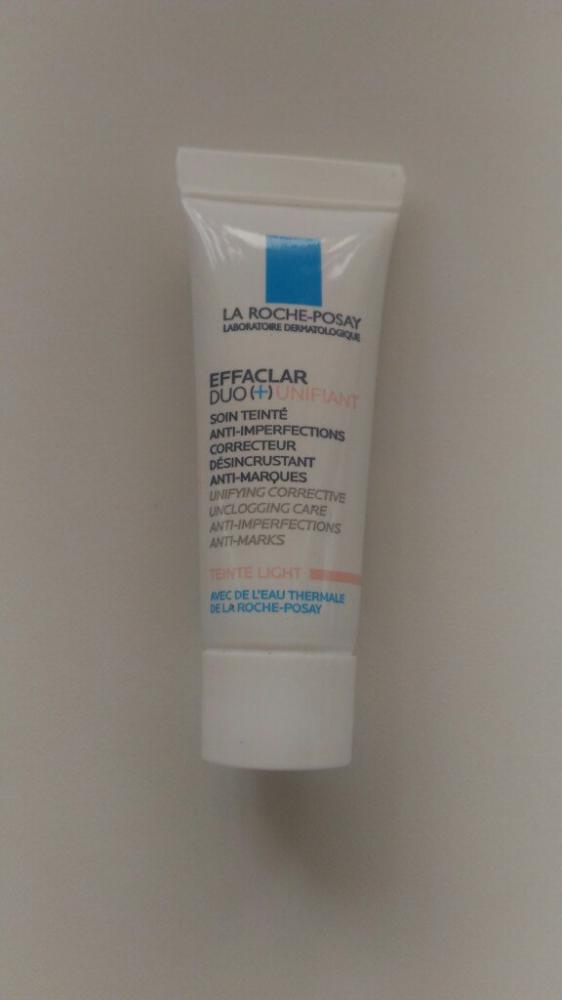 LA ROCHE-POSAY
LABORATOIRE DERMATOLOGIQUE
EFFACLAR
DUO(+)UNIFIANT
SOIN TEINTÉ
ANTI-IMPERFECTIONS
CORRECTEUR
DÉSINCRUSTANT
ANTI-MARQUES
UNIFYING CORRECTIVE
UNCLOGGING CARE
ANTI-IMPERFECTIONS
ANTI-MARKS
TEINTE LIGHT
AVEC DE L'EAU THERMALE
DE LA ROCHE-POSAY